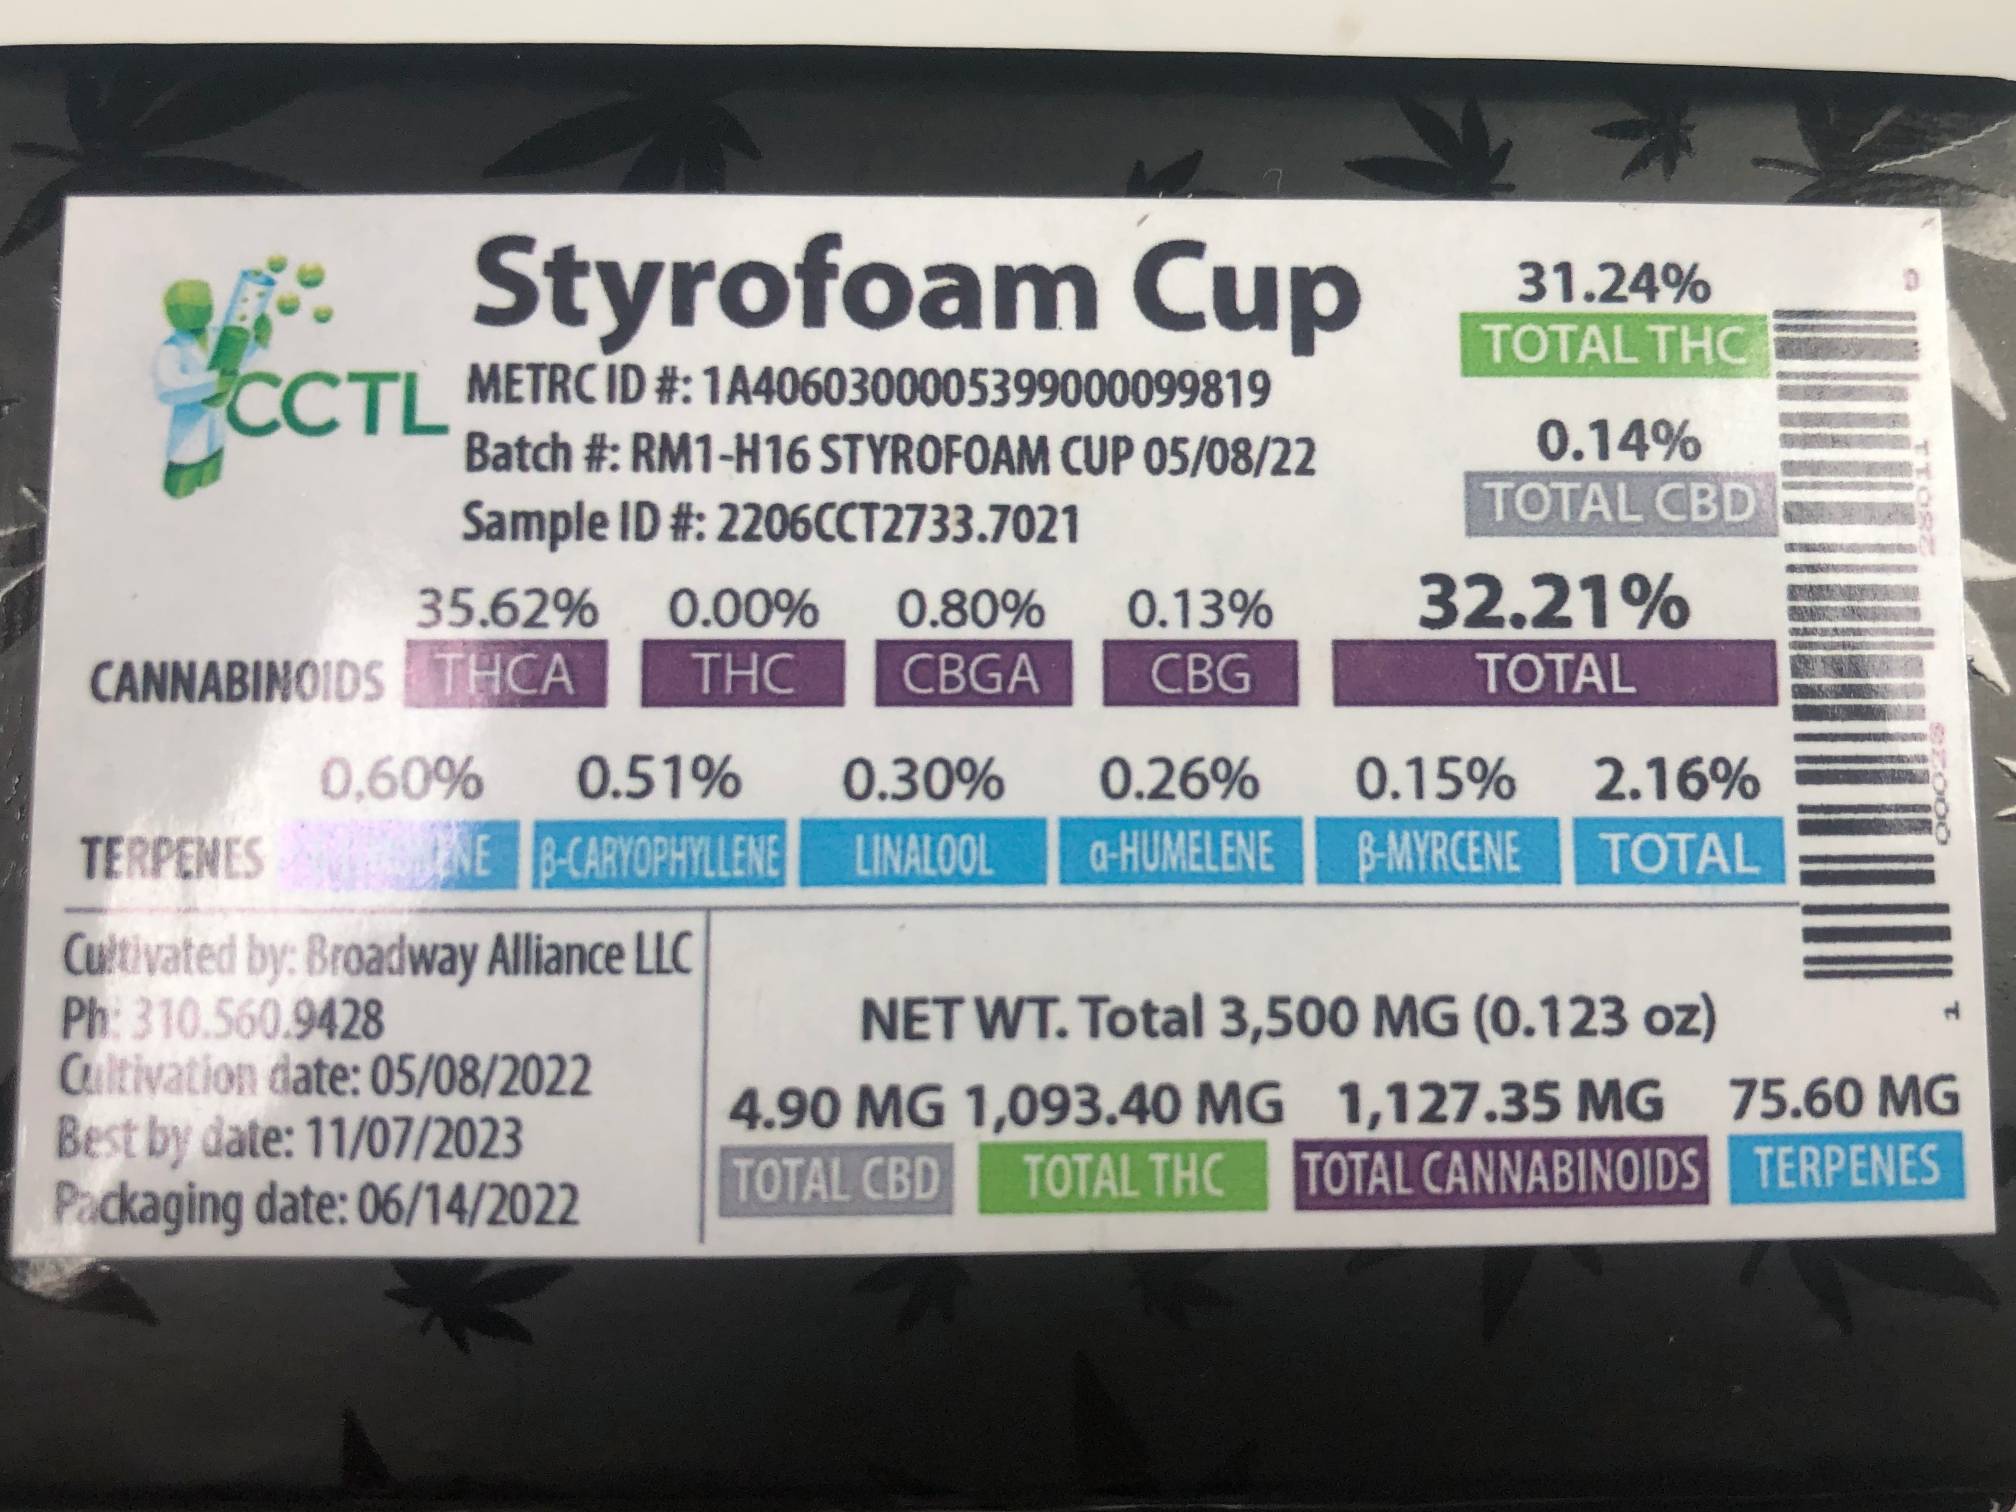 Styrofoam Cup
CCTL
METRC ID #: 1A4060300005399000099819
Batch #: RM1-H16 STYROFOAM CUP 05/08/22
Sample ID #: 2206CCT2733.7021
31.24%
TOTAL THC
0.14%
TOTAL CBD
35.62% 0.00% 0.80% 0.13% 32.21%
CANNABINOIDS THCA THC CBGA CBG TOTAL
0.60% 0.51% 0.30% 0.26% 0.15% 2.16%
TERPENES β-CARYOPHYLLENE LINALOOL α-HUMELENE β-MYRCENE TOTAL
Cultivated by: Broadway Alliance LLC
Ph: 310.560.9428
Cultivation date: 05/08/2022
Best by date: 11/07/2023
Packaging date: 06/14/2022
NET WT. Total 3,500 MG (0.123 oz)
4.90 MG 1,093.40 MG 1,127.35 MG 75.60 MG
TOTAL CBD TOTAL THC TOTAL CANNABINOIDS TERPENES